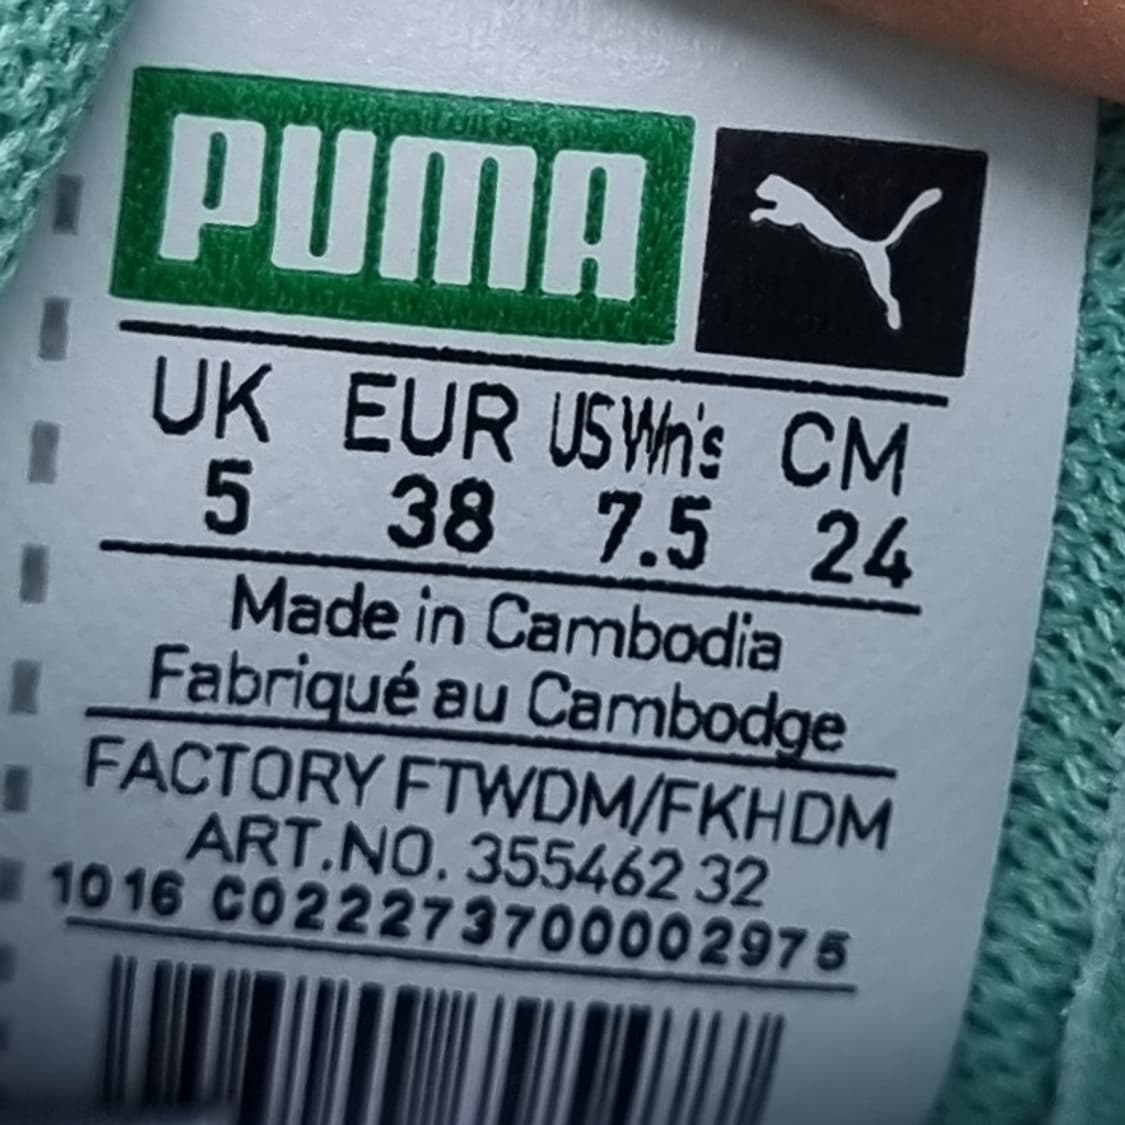 PUMA
UK EUR US Wn's CM
5 38 7.5 24
Made in Cambodia
Fabriqué au Cambodge
FACTORY FTWDM/FKHDM
ART.NO. 355462 32
1016 C022273700002975